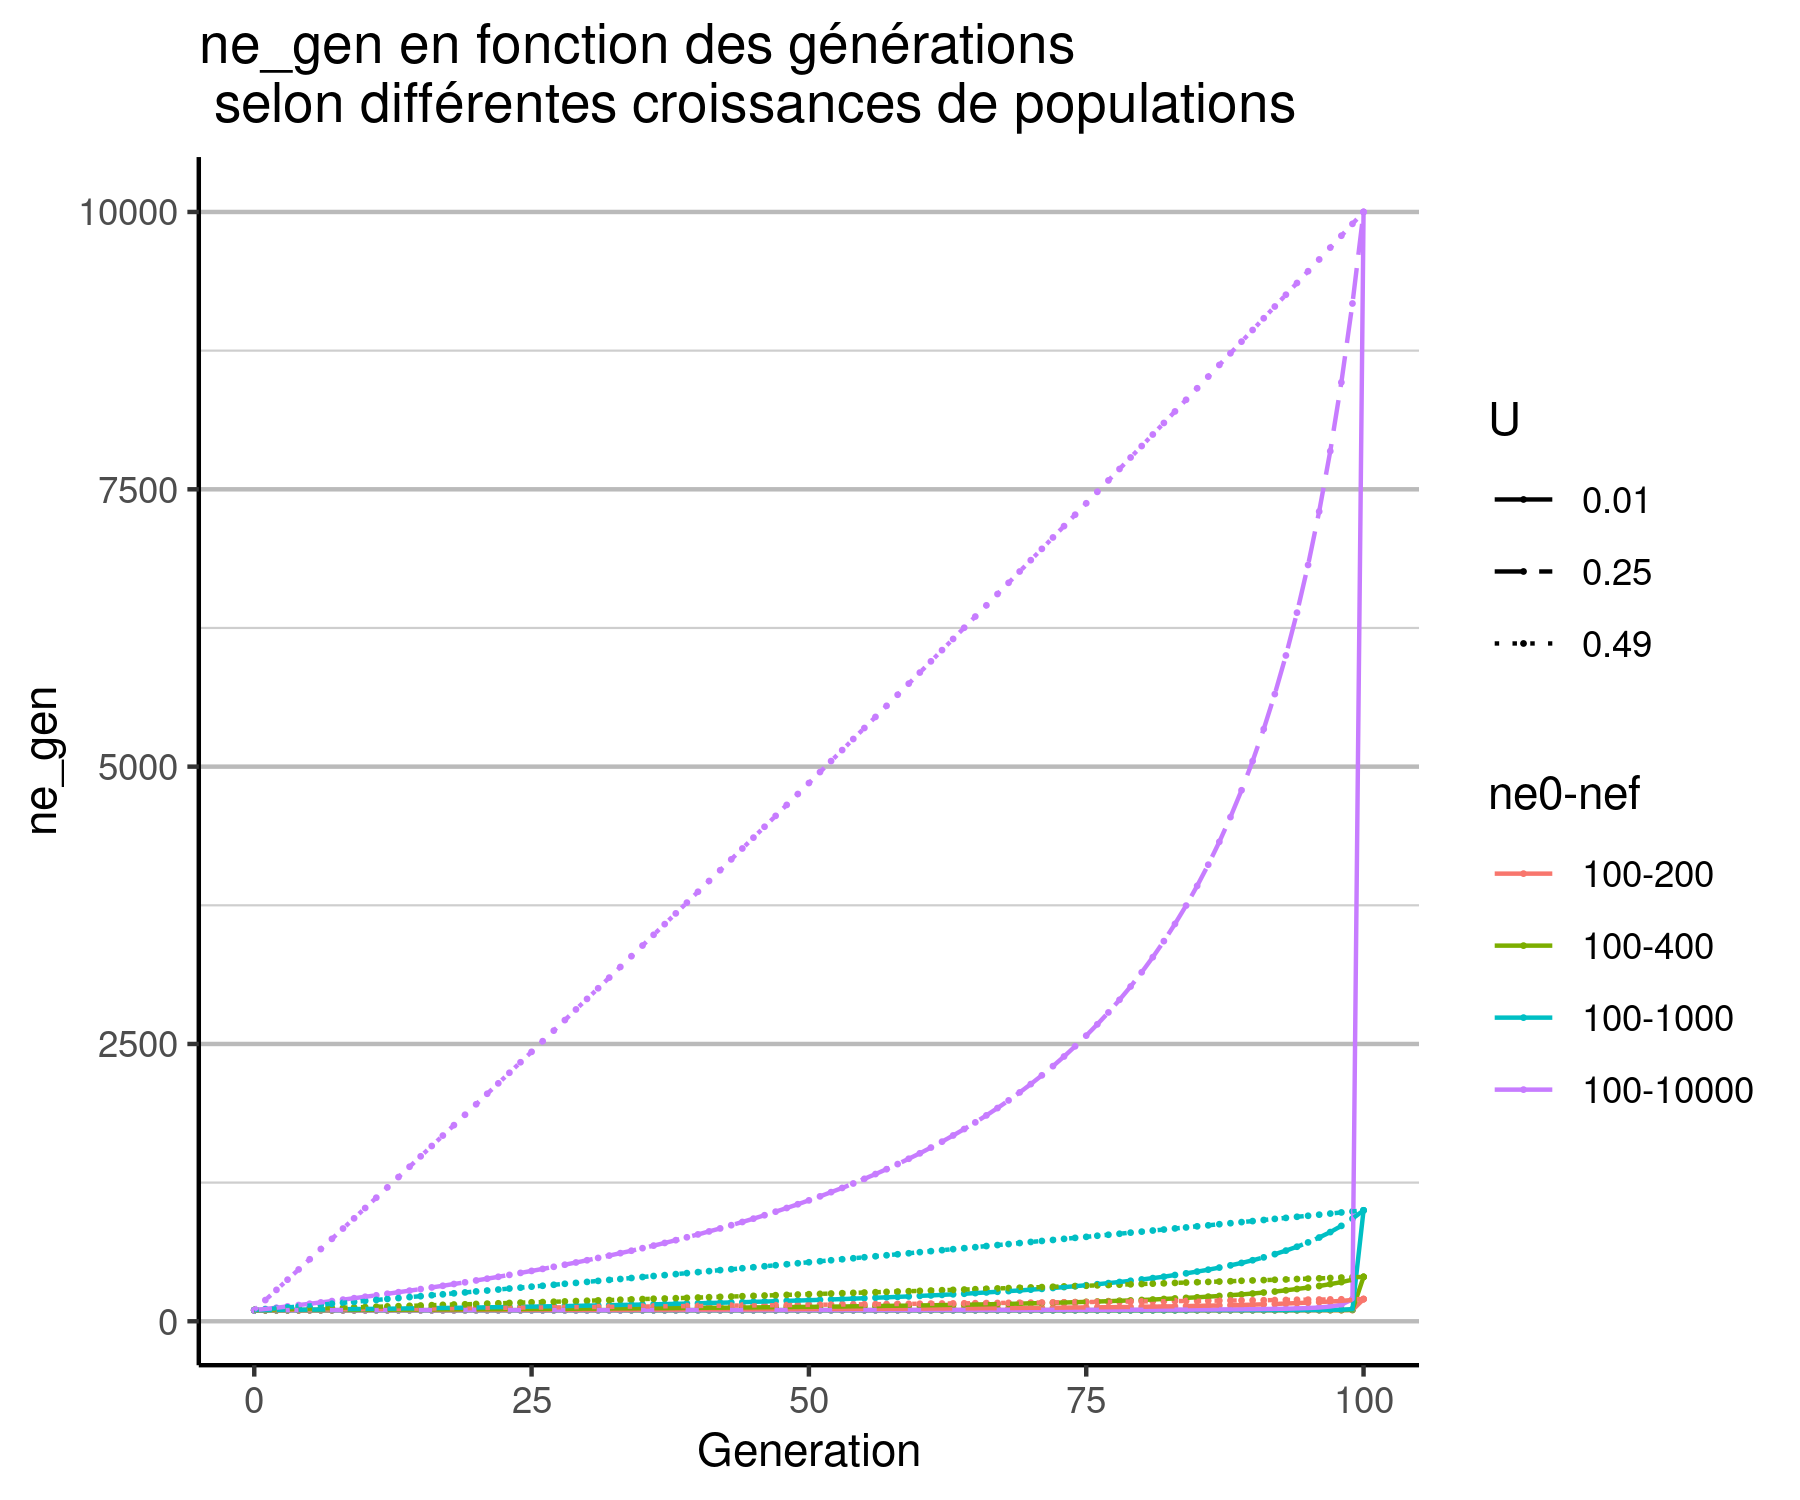 ne_gen en fonction des générations
selon différentes croissances de populations
10000
7500
5000
2500
0
ne_gen
0 25 50 75 100
Generation
U
0.01
0.25
0.49
ne0-nef
100-200
100-400
100-1000
100-10000